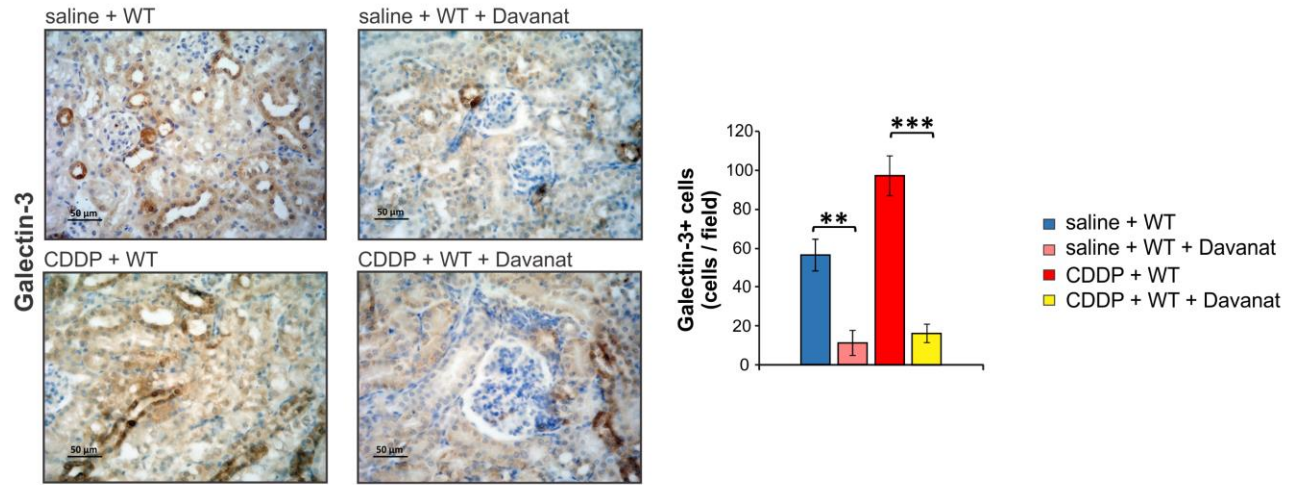 saline + WT
saline + WT + Davanat
50 µm
50 µm
CDDP + WT
CDDP + WT + Davanat
50 µm
50 µm
Galectin-3
Galectin-3+ cells
(cells / field)
120
100
80
60
40
20
0
**
***
saline + WT
saline + WT + Davanat
CDDP + WT
CDDP + WT + Davanat